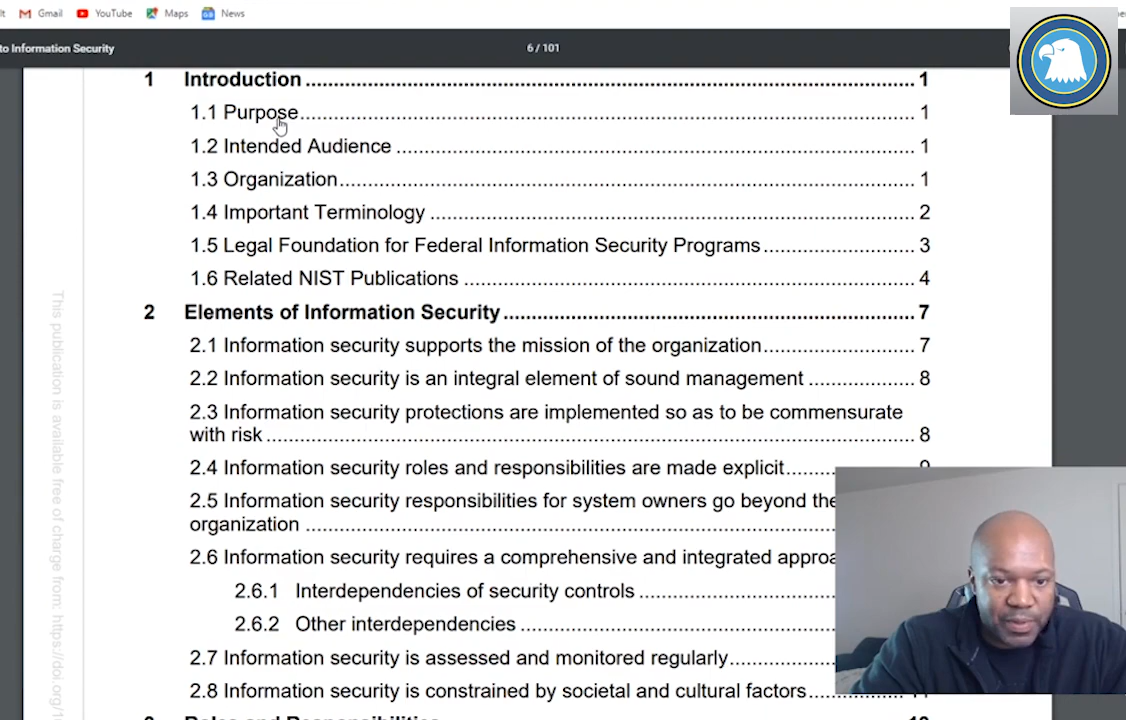 Gmail YouTube Maps News
to Information Security 6 / 101
1 Introduction ... 1
1.1 Purpose ... 1
1.2 Intended Audience ... 1
1.3 Organization ... 1
1.4 Important Terminology ... 2
1.5 Legal Foundation for Federal Information Security Programs ... 3
1.6 Related NIST Publications ... 4
2 Elements of Information Security ... 7
2.1 Information security supports the mission of the organization ... 7
2.2 Information security is an integral element of sound management ... 8
2.3 Information security protections are implemented so as to be commensurate
with risk ... 8
2.4 Information security roles and responsibilities are made explicit ...
2.5 Information security responsibilities for system owners go beyond the
organization ...
2.6 Information security requires a comprehensive and integrated approa
2.6.1 Interdependencies of security controls ...
2.6.2 Other interdependencies ...
2.7 Information security is assessed and monitored regularly ...
2.8 Information security is constrained by societal and cultural factors ...
This publication is available free of charge from: https://doi.org/1